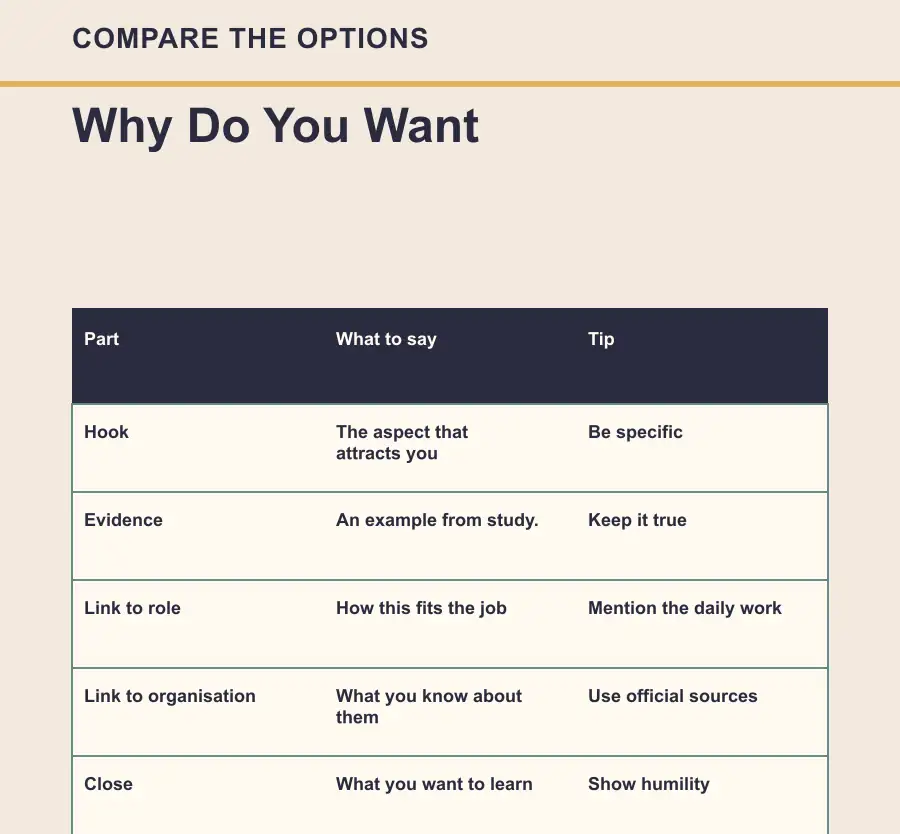 COMPARE THE OPTIONS
Why Do You Want
Part
What to say
Tip
Hook
The aspect that
attracts you
Be specific
Evidence
An example from study.
Keep it true
Link to role
How this fits the job
Mention the daily work
Link to organisation
What you know about
them
Use official sources
Close
What you want to learn
Show humility